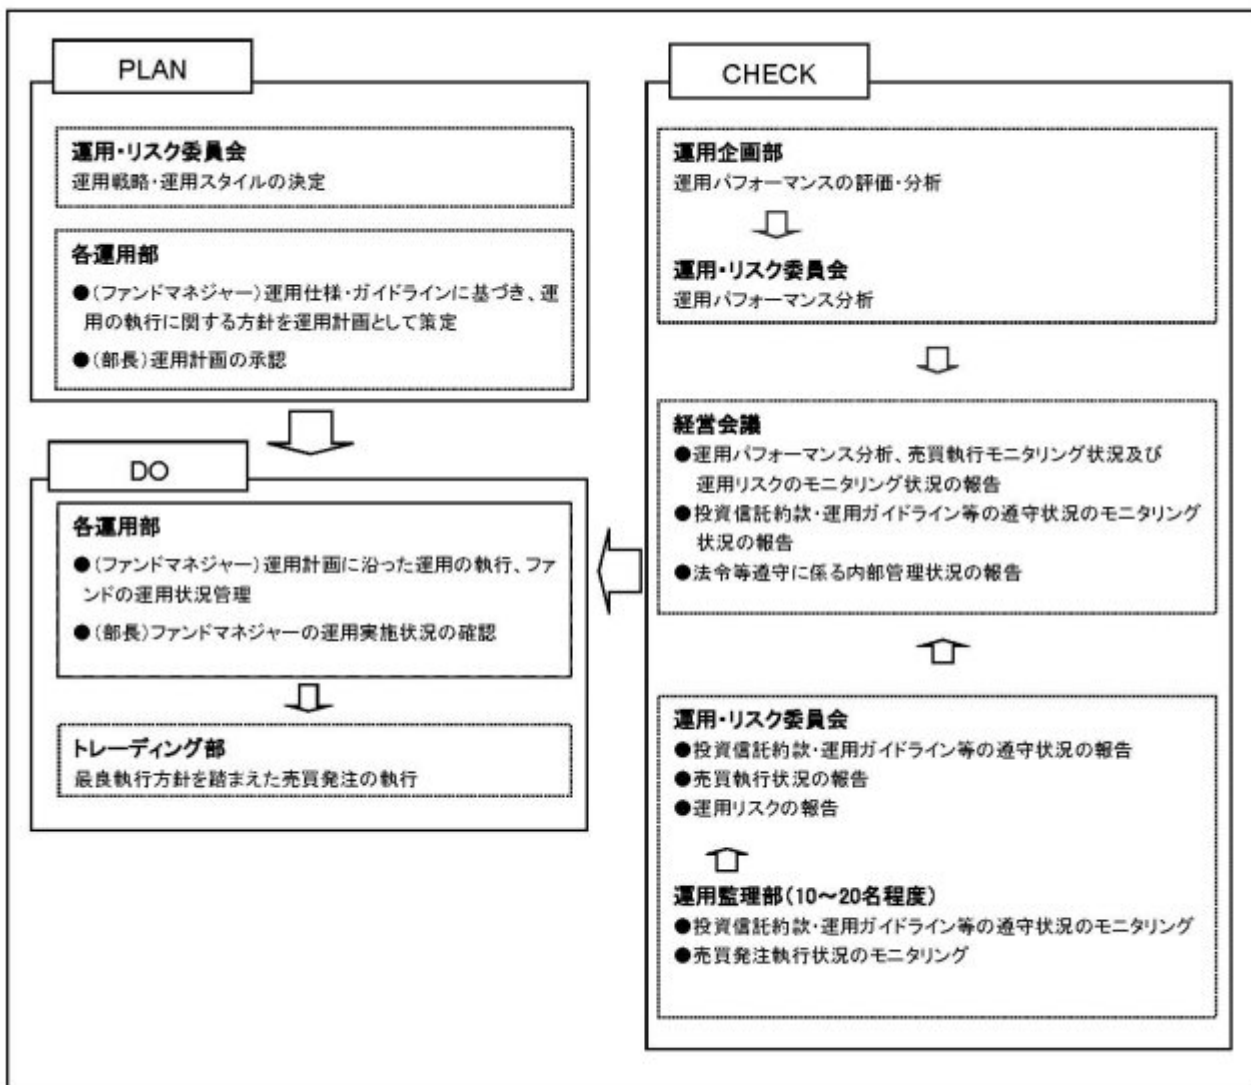 PLAN
運用・リスク委員会
運用戦略・運用スタイルの決定
各運用部
●(ファンドマネジャー)運用仕様・ガイドラインに基づき、運
用の執行に関する方針を運用計画として策定
●(部長)運用計画の承認
DO
各運用部
●(ファンドマネジャー)運用計画に沿った運用の執行、ファ
ンドの運用状況管理
●(部長)ファンドマネジャーの運用実施状況の確認
トレーディング部
最良執行方針を踏まえた売買発注の執行
CHECK
運用企画部
運用パフォーマンスの評価・分析
運用・リスク委員会
運用パフォーマンス分析
経営会議
●運用パフォーマンス分析、売買執行モニタリング状況及び
運用リスクのモニタリング状況の報告
●投資信託約款・運用ガイドライン等の遵守状況のモニタリング
状況の報告
●法令等遵守に係る内部管理状況の報告
運用・リスク委員会
●投資信託約款・運用ガイドライン等の遵守状況の報告
●売買執行状況の報告
●運用リスクの報告
運用監理部(10～20名程度)
●投資信託約款・運用ガイドライン等の遵守状況のモニタリング
●売買発注執行状況のモニタリング